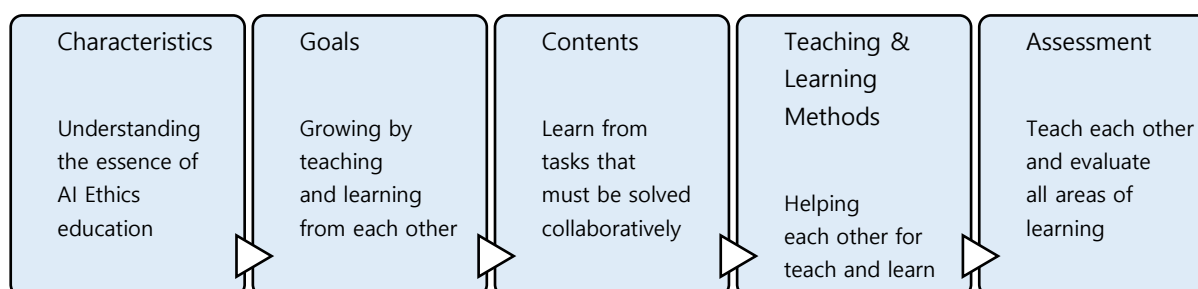 Characteristics
Understanding
the essence of
AI Ethics
education
Goals
Growing by
teaching
and learning
from each other
Contents
Learn from
tasks that
must be solved
collaboratively
Teaching &
Learning
Methods
Helping
each other for
teach and learn
Assessment
Teach each other
and evaluate
all areas of
learning